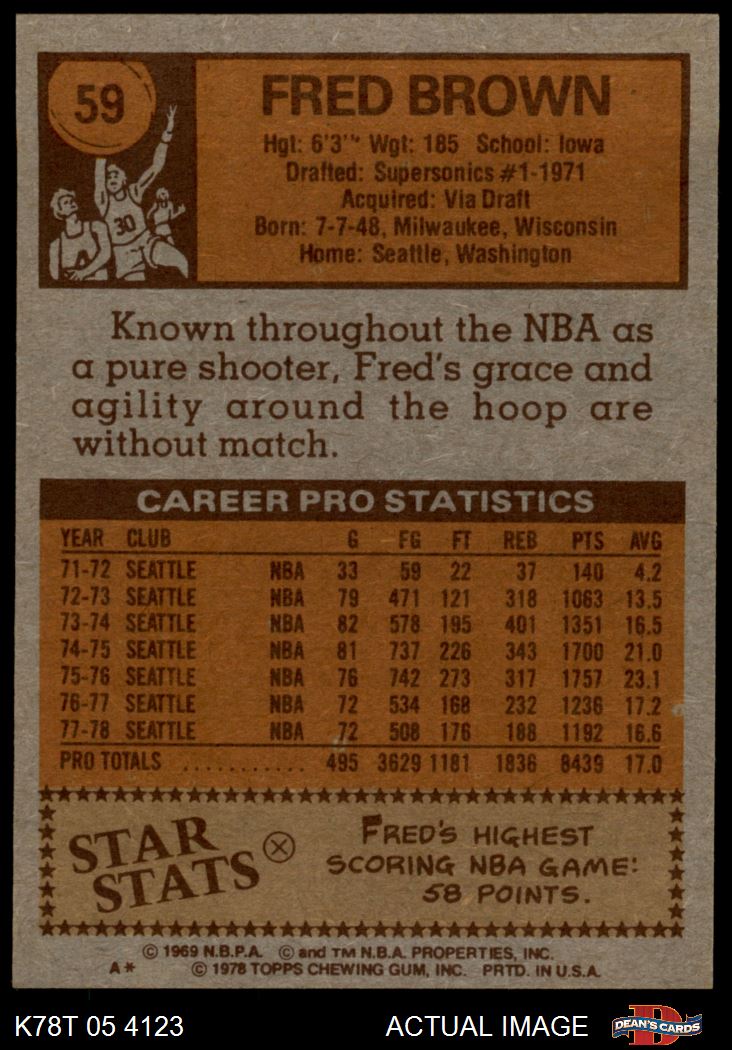 59
FRED BROWN
Hgt: 6'3" Wgt: 185 School: Iowa
Drafted: Supersonics #1-1971
Acquired: Via Draft
Born: 7-7-48, Milwaukee, Wisconsin
Home: Seattle, Washington
30
Known throughout the NBA as
a pure shooter, Fred's grace and
agility around the hoop are
without match.
CAREER PRO STATISTICS
YEAR CLUB G FG FT REB PTS AVG
71-72 SEATTLE NBA 33 59 22 37 140 4.2
72-73 SEATTLE NBA 79 471 121 318 1063 13.5
73-74 SEATTLE NBA 82 578 195 401 1351 16.5
74-75 SEATTLE NBA 81 737 226 343 1700 21.0
75-76 SEATTLE NBA 76 742 273 317 1757 23.1
76-77 SEATTLE NBA 72 534 168 232 1236 17.2
77-78 SEATTLE NBA 72 508 176 188 1192 16.6
PRO TOTALS ........... 495 3629 1181 1836 8439 17.0
STAR STATS
FRED'S HIGHEST
SCORING NBA GAME:
58 POINTS.
© 1969 N.B.P.A. © and TM N.B.A. PROPERTIES, INC.
A* © 1978 TOPPS CHEWING GUM, INC. PRTD. IN U.S.A.
K78T 05 4123 ACTUAL IMAGE D DEAN'S CARDS